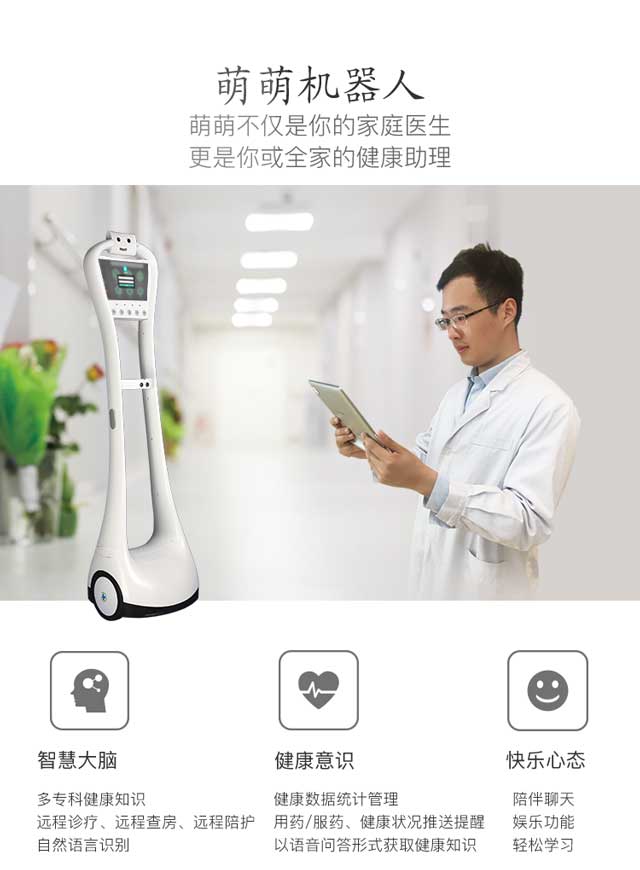 萌萌机器人
萌萌不仅是你的家庭医生
更是你或全家的健康助理
智慧大脑
健康意识
快乐心态
多专科健康知识
远程诊疗、远程查房、远程陪护
自然语言识别
健康数据统计管理
用药/服药、健康状况推送提醒
以语音问答形式获取健康知识
陪伴聊天
娱乐功能
轻松学习